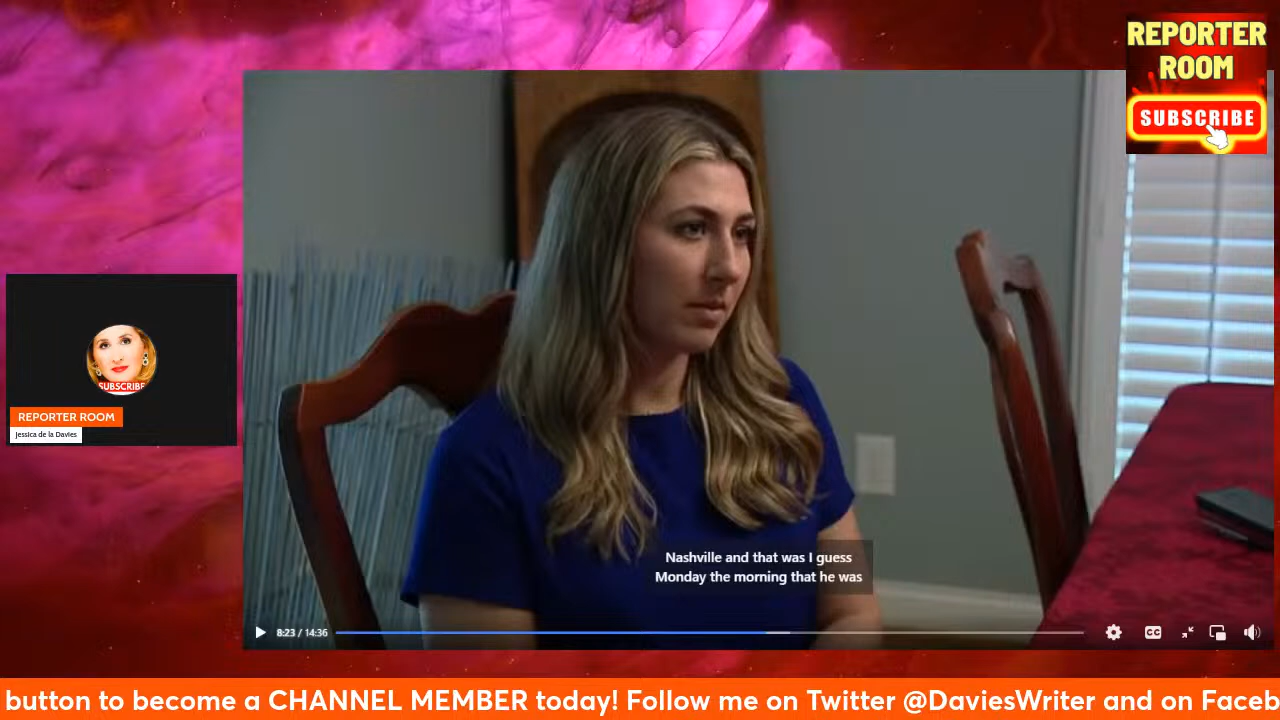 REPORTER
ROOM
SUBSCRIBE
SUBSCRIBE
REPORTER ROOM
Jessica de la Davies
Nashville and that was I guess
Monday the morning that he was
8:23 / 14:36
CC
button to become a CHANNEL MEMBER today! Follow me on Twitter @DaviesWriter and on Faceb